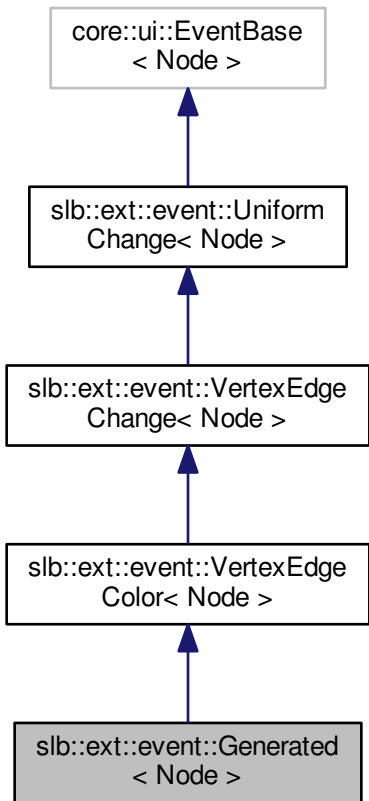 core::ui::EventBase
< Node >
slb::ext::event::Uniform
Change< Node >
slb::ext::event::VertexEdge
Change< Node >
slb::ext::event::VertexEdge
Color< Node >
slb::ext::event::Generated
< Node >